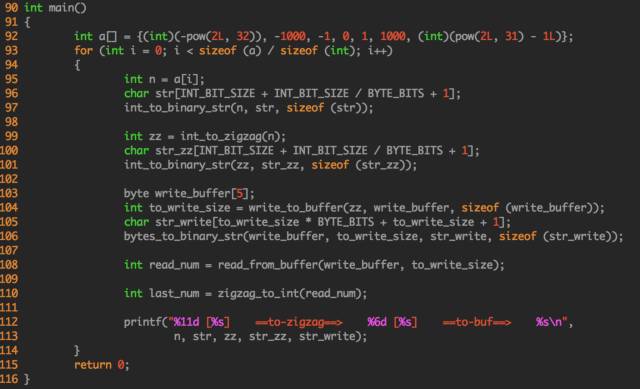 90 int main()
91 {
92 int a[] = {(int)(-pow(2L, 32)), -1000, -1, 0, 1, 1000, (int)(pow(2L, 31) - 1L)};
93 for (int i = 0; i < sizeof (a) / sizeof (int); i++)
94 {
95 int n = a[i];
96 char str[INT_BIT_SIZE + INT_BIT_SIZE / BYTE_BITS + 1];
97 int_to_binary_str(n, str, sizeof (str));
98
99 int zz = int_to_zigzag(n);
100 char str_zz[INT_BIT_SIZE + INT_BIT_SIZE / BYTE_BITS + 1];
101 int_to_binary_str(zz, str_zz, sizeof (str_zz));
102
103 byte write_buffer[5];
104 int to_write_size = write_to_buffer(zz, write_buffer, sizeof (write_buffer));
105 char str_write[to_write_size * BYTE_BITS + to_write_size + 1];
106 bytes_to_binary_str(write_buffer, to_write_size, str_write, sizeof (str_write));
107
108 int read_num = read_from_buffer(write_buffer, to_write_size);
109
110 int last_num = zigzag_to_int(read_num);
111
112 printf("%11d [%s] ==to-zigzag==> %6d [%s] ==to-buf==> %s\n",
113 n, str, zz, str_zz, str_write);
114 }
115 return 0;
116 }